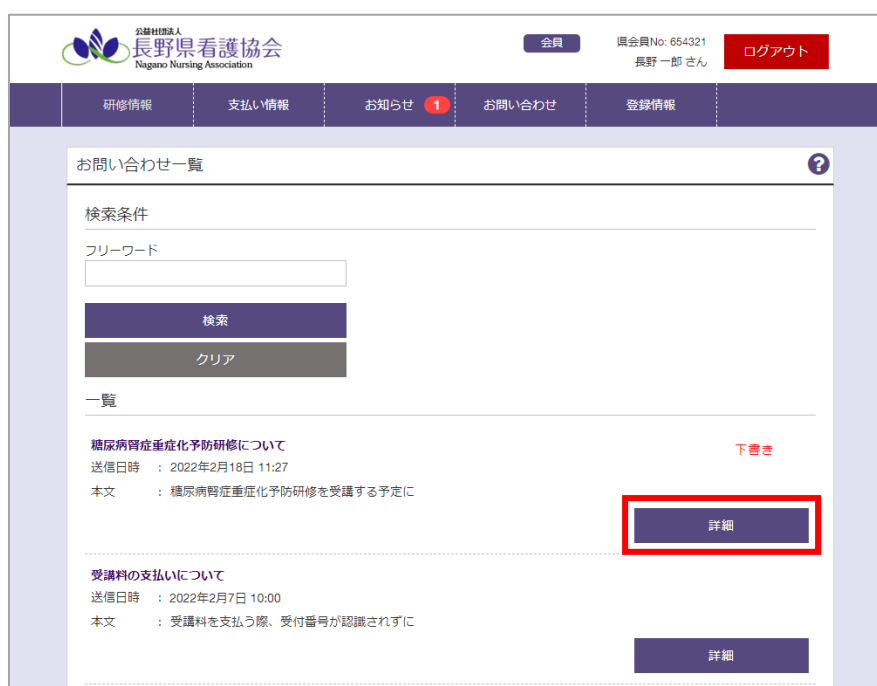 公益社団法人
長野県看護協会
Nagano Nursing Association
会員
県会員No: 654321
長野 一郎 さん
ログアウト
研修情報
支払い情報
お知らせ 1
お問い合わせ
登録情報
お問い合わせ一覧
?
検索条件
フリーワード
検索
クリア
一覧
糖尿病腎症重症化予防研修について
下書き
送信日時 : 2022年2月18日 11:27
本文 : 糖尿病腎症重症化予防研修を受講する予定に
詳細
受講料の支払いについて
送信日時 : 2022年2月7日 10:00
本文 : 受講料を支払う際、受付番号が認識されずに
詳細